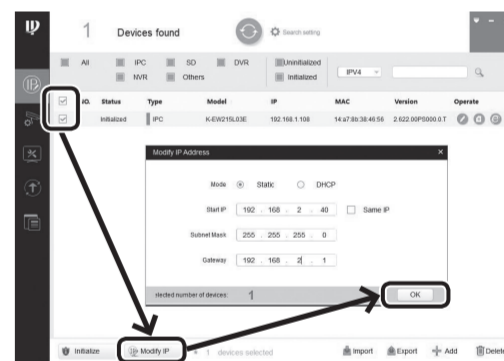 1 Devices found
Search setting
All IPC SD DVR Uninitialized
NVR Others Initialized
IPV4
NO. Status Type Model IP MAC Version Operate
Initialized IPC K-EW215L03E 192.168.1.108 14:a7:8b:38:46:56 2.622.00PS000.0.T
Modify IP Address ×
Mode Static DHCP
Start IP 192 . 168 . 2 . 40 Same IP
Subnet Mask 255 . 255 . 255 . 0
Gateway 192 . 168 . 2 . 1
elected number of devices: 1 OK
Initialize Modify IP 1 devices selected Import Export Add Delete